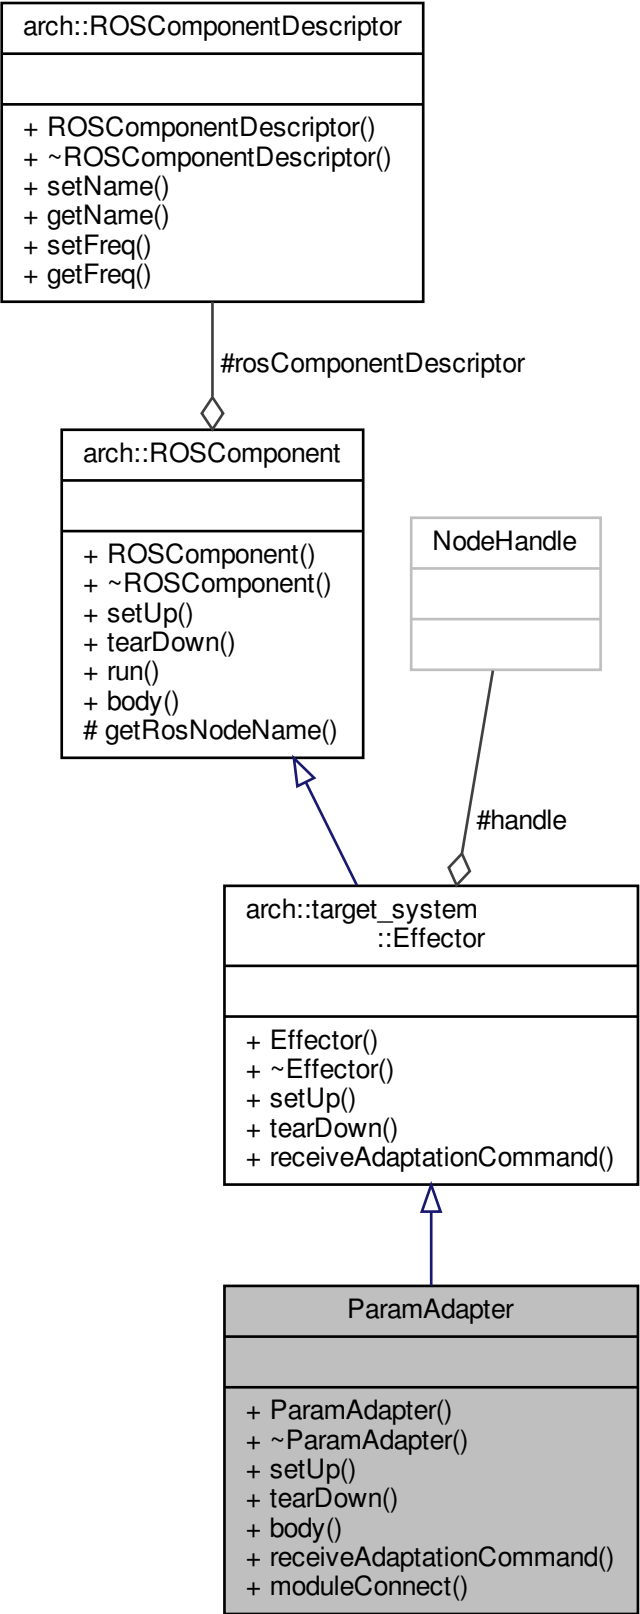 arch::ROSComponentDescriptor
+ ROSComponentDescriptor()
+ ~ROSComponentDescriptor()
+ setName()
+ getName()
+ setFreq()
+ getFreq()
#rosComponentDescriptor
arch::ROSComponent
+ ROSComponent()
+ ~ROSComponent()
+ setUp()
+ tearDown()
+ run()
+ body()
# getRosNodeName()
NodeHandle
#handle
arch::target_system
::Effector
+ Effector()
+ ~Effector()
+ setUp()
+ tearDown()
+ receiveAdaptationCommand()
ParamAdapter
+ ParamAdapter()
+ ~ParamAdapter()
+ setUp()
+ tearDown()
+ body()
+ receiveAdaptationCommand()
+ moduleConnect()